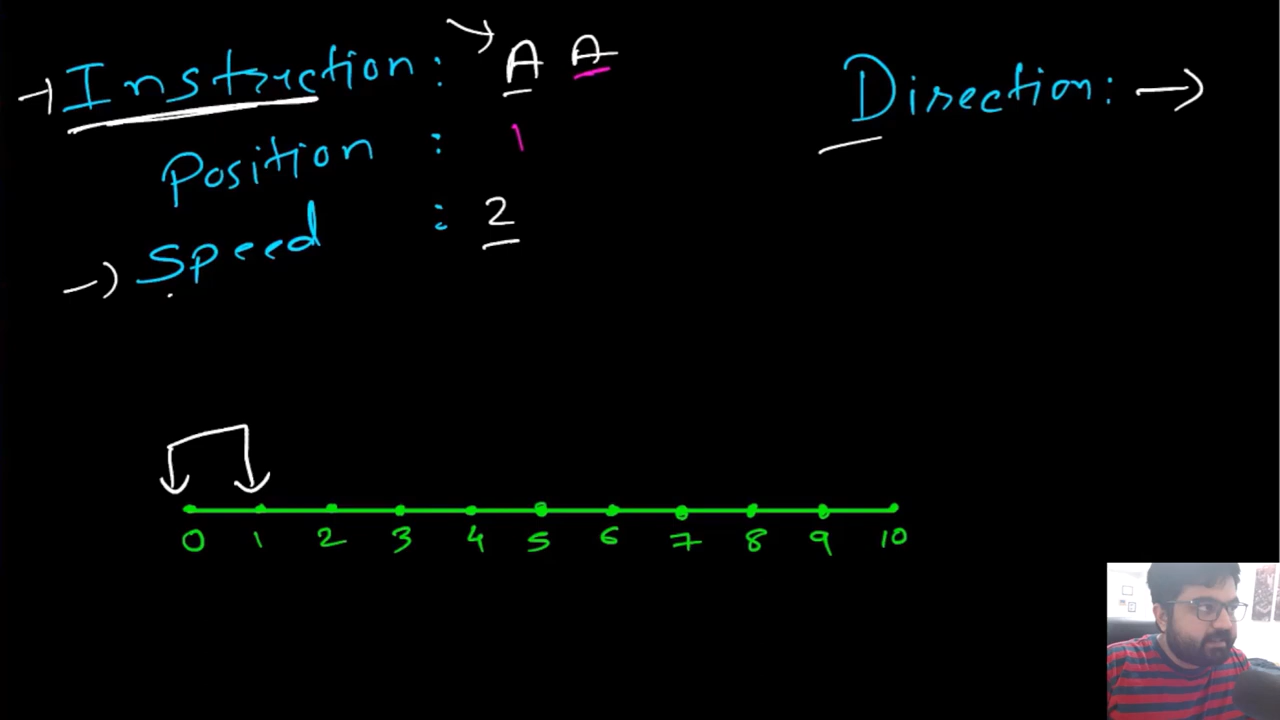 Instruction: A A
Direction: →
Position : 1
Speed : 2
0 1 2 3 4 5 6 7 8 9 10